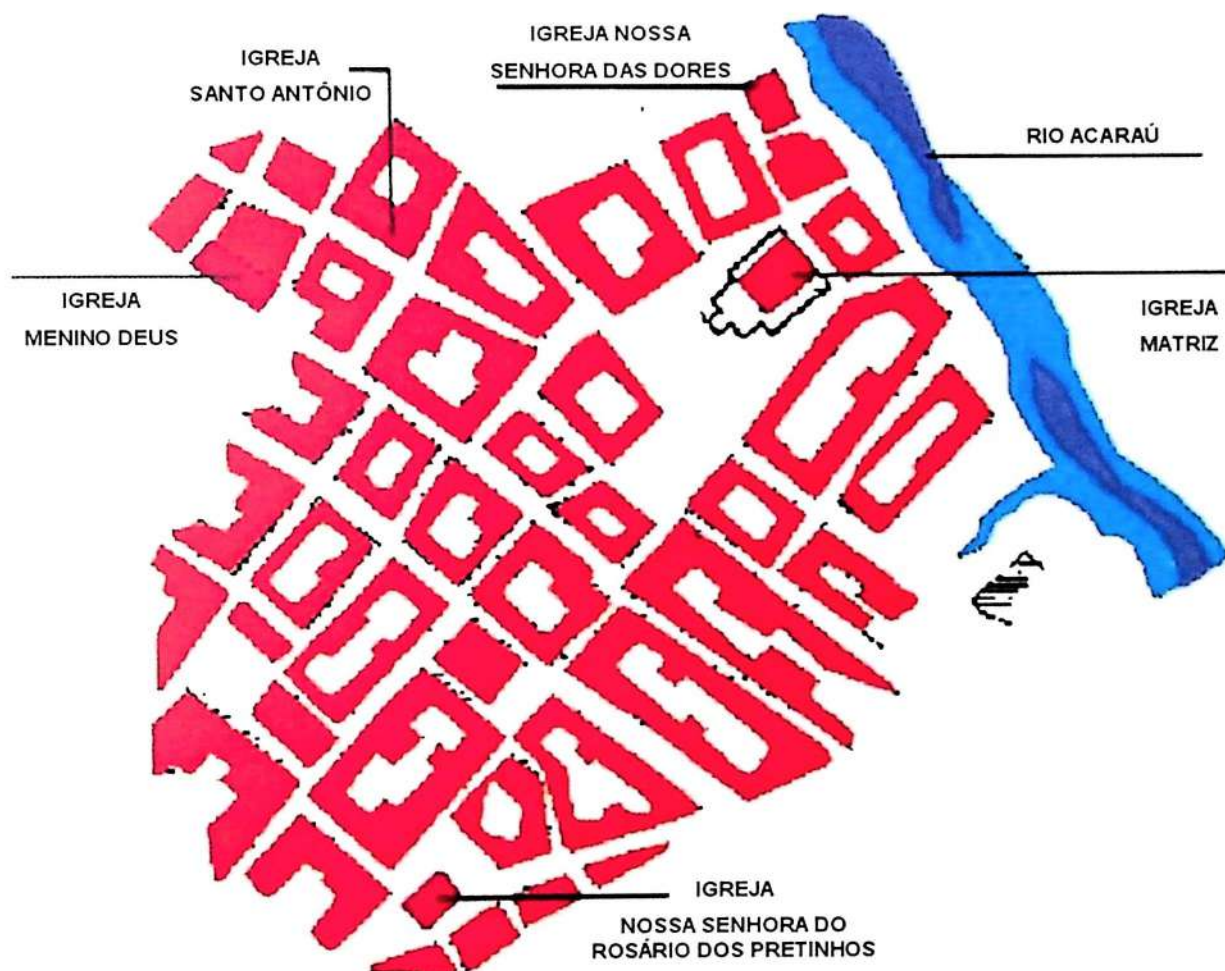 IGREJA
SANTO ANTÓNIO
IGREJA NOSSA
SENHORA DAS DORES
RIO ACARAÚ
IGREJA
MENINO DEUS
IGREJA
MATRIZ
IGREJA
NOSSA SENHORA DO
ROSÁRIO DOS PRETINHOS